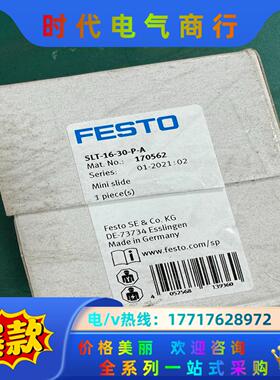 时代电气商行
FESTO
SLT-16-30-P-A
Mat. No.: 170562
Series: 01-2021:02
Mini slide
1 piece(s)
Festo SE & Co. KG
DE-73734 Esslingen
Made in Germany
www.festo.com/sp
4 052568 139360
爆款
电/v热线: 17717628972
价格美丽 欢迎咨询
全系列一站式采购